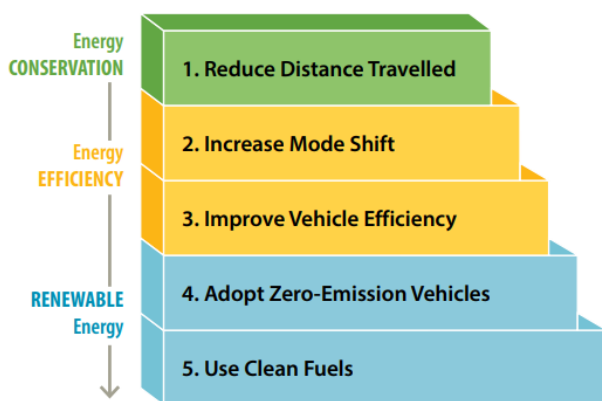 Energy
CONSERVATION
1. Reduce Distance Travelled
2. Increase Mode Shift
Energy
EFFICIENCY
3. Improve Vehicle Efficiency
RENEWABLE
Energy
4. Adopt Zero-Emission Vehicles
5. Use Clean Fuels